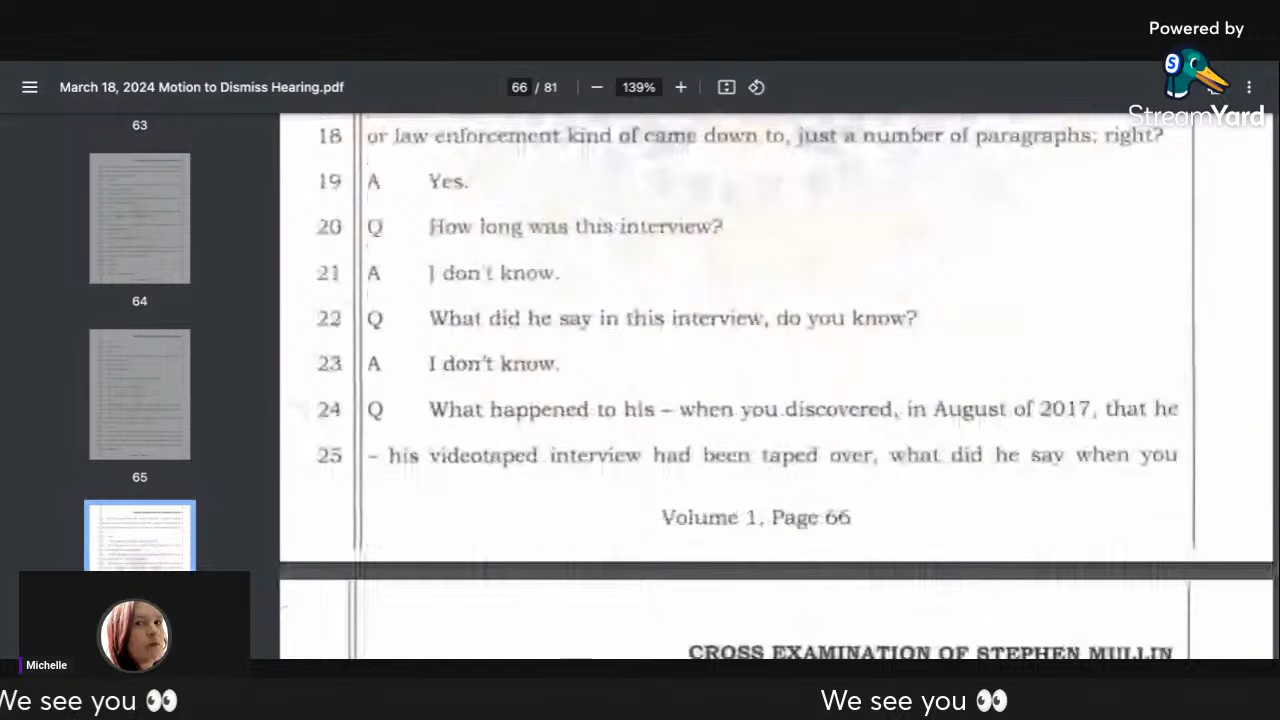 Powered by
StreamYard
March 18, 2024 Motion to Dismiss Hearing.pdf
66 / 81
139%
63
64
65
18 or law enforcement kind of came down to, just a number of paragraphs; right?
19 A Yes.
20 Q How long was this interview?
21 A I don't know.
22 Q What did he say in this interview, do you know?
23 A I don't know.
24 Q What happened to his – when you discovered, in August of 2017, that he
25 – his videotaped interview had been taped over, what did he say when you
Volume 1, Page 66
CROSS EXAMINATION OF STEPHEN MULLIN
Michelle
We see you 👀
We see you 👀